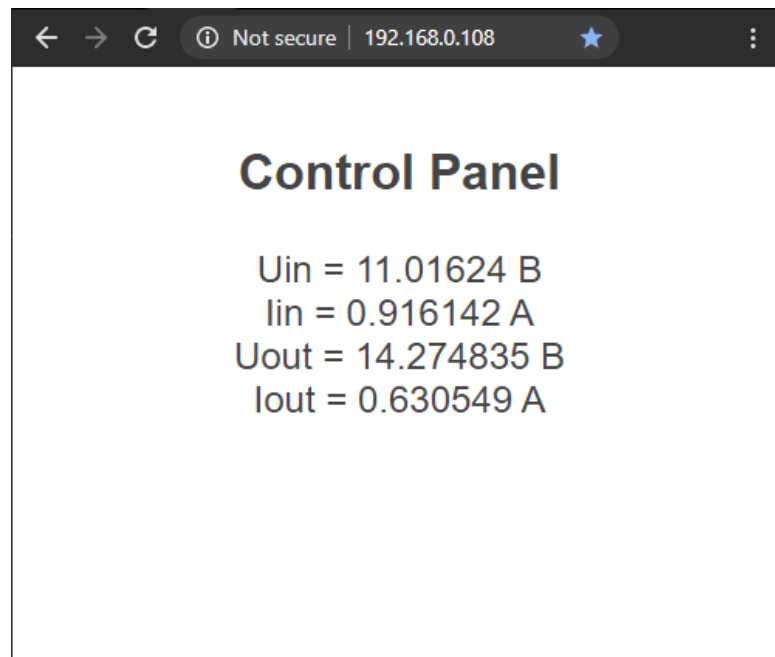 Not secure | 192.168.0.108
Control Panel
Uin = 11.01624 B
Iin = 0.916142 A
Uout = 14.274835 B
Iout = 0.630549 A